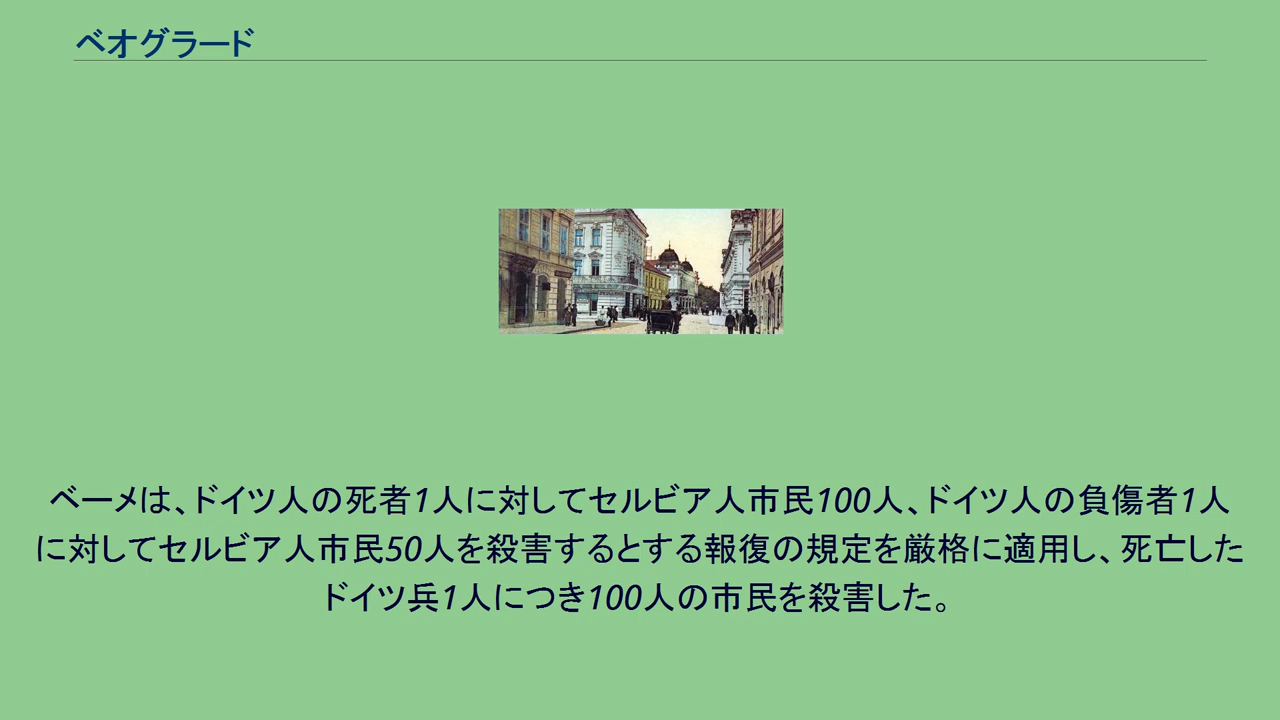 ベオグラード
ベーメは、ドイツ人の死者1人に対してセルビア人市民100人、ドイツ人の負傷者1人
に対してセルビア人市民50人を殺害するとする報復の規定を厳格に適用し、死亡した
ドイツ兵1人につき100人の市民を殺害した。